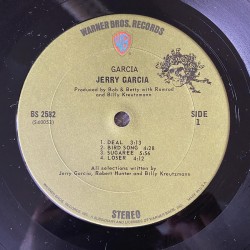 WARNER BROS. RECORDS
GARCIA
JERRY GARCIA
Produced by Bob & Betty with Ramrod
and Billy Kreutzmann
BS 2582
(S40055)
SIDE
1
1. DEAL 3:13
2. BIRD SONG 4:28
3. SUGAREE 5:56
4. LOSER 4:12
All selections written by
Jerry Garcia, Robert Hunter and Billy Kreutzmann
STEREO